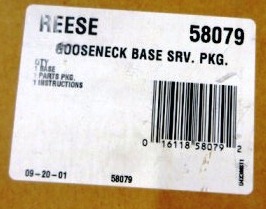 REESE 58079
GOOSENECK BASE SRV. PKG.
QTY
1 BASE
1 PARTS PKG.
1 INSTRUCTIONS
0 16118 58079 2
09-20-01 58079